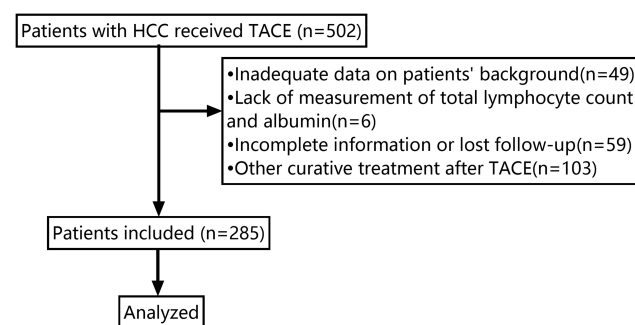 Patients with HCC received TACE (n=502)
•Inadequate data on patients' background(n=49)
•Lack of measurement of total lymphocyte count
and albumin(n=6)
•Incomplete information or lost follow-up(n=59)
•Other curative treatment after TACE(n=103)
Patients included (n=285)
Analyzed